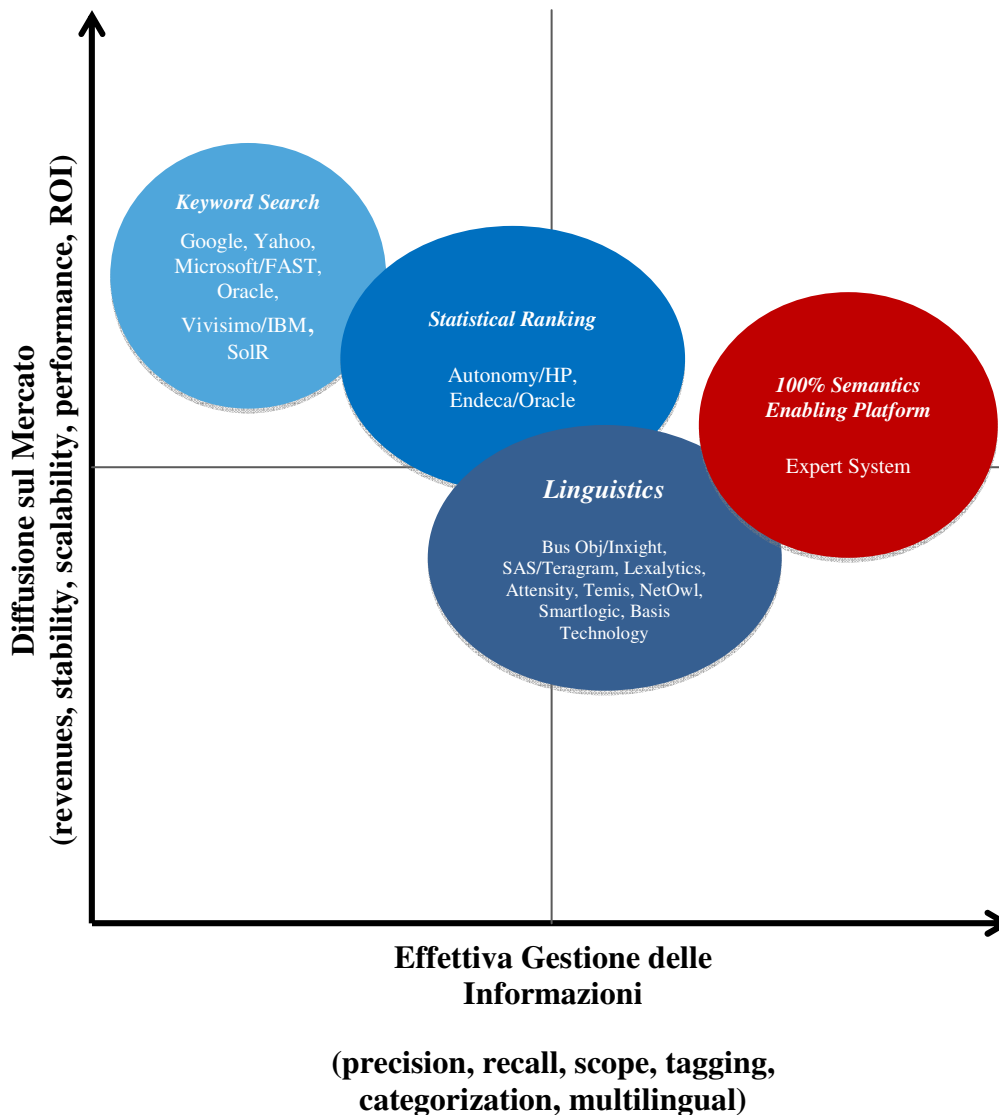 Diffusione sul Mercato
(revenues, stability, scalability, performance, ROI)
Keyword Search
Google, Yahoo,
Microsoft/FAST,
Oracle,
Vivisimo/IBM,
SolR
Statistical Ranking
Autonomy/HP,
Endeca/Oracle
100% Semantics
Enabling Platform
Expert System
Linguistics
Bus Obj/Inxight,
SAS/Teragram, Lexalytics,
Attensity, Temis, NetOwl,
Smartlogic, Basis
Technology
Effettiva Gestione delle
Informazioni
(precision, recall, scope, tagging,
categorization, multilingual)